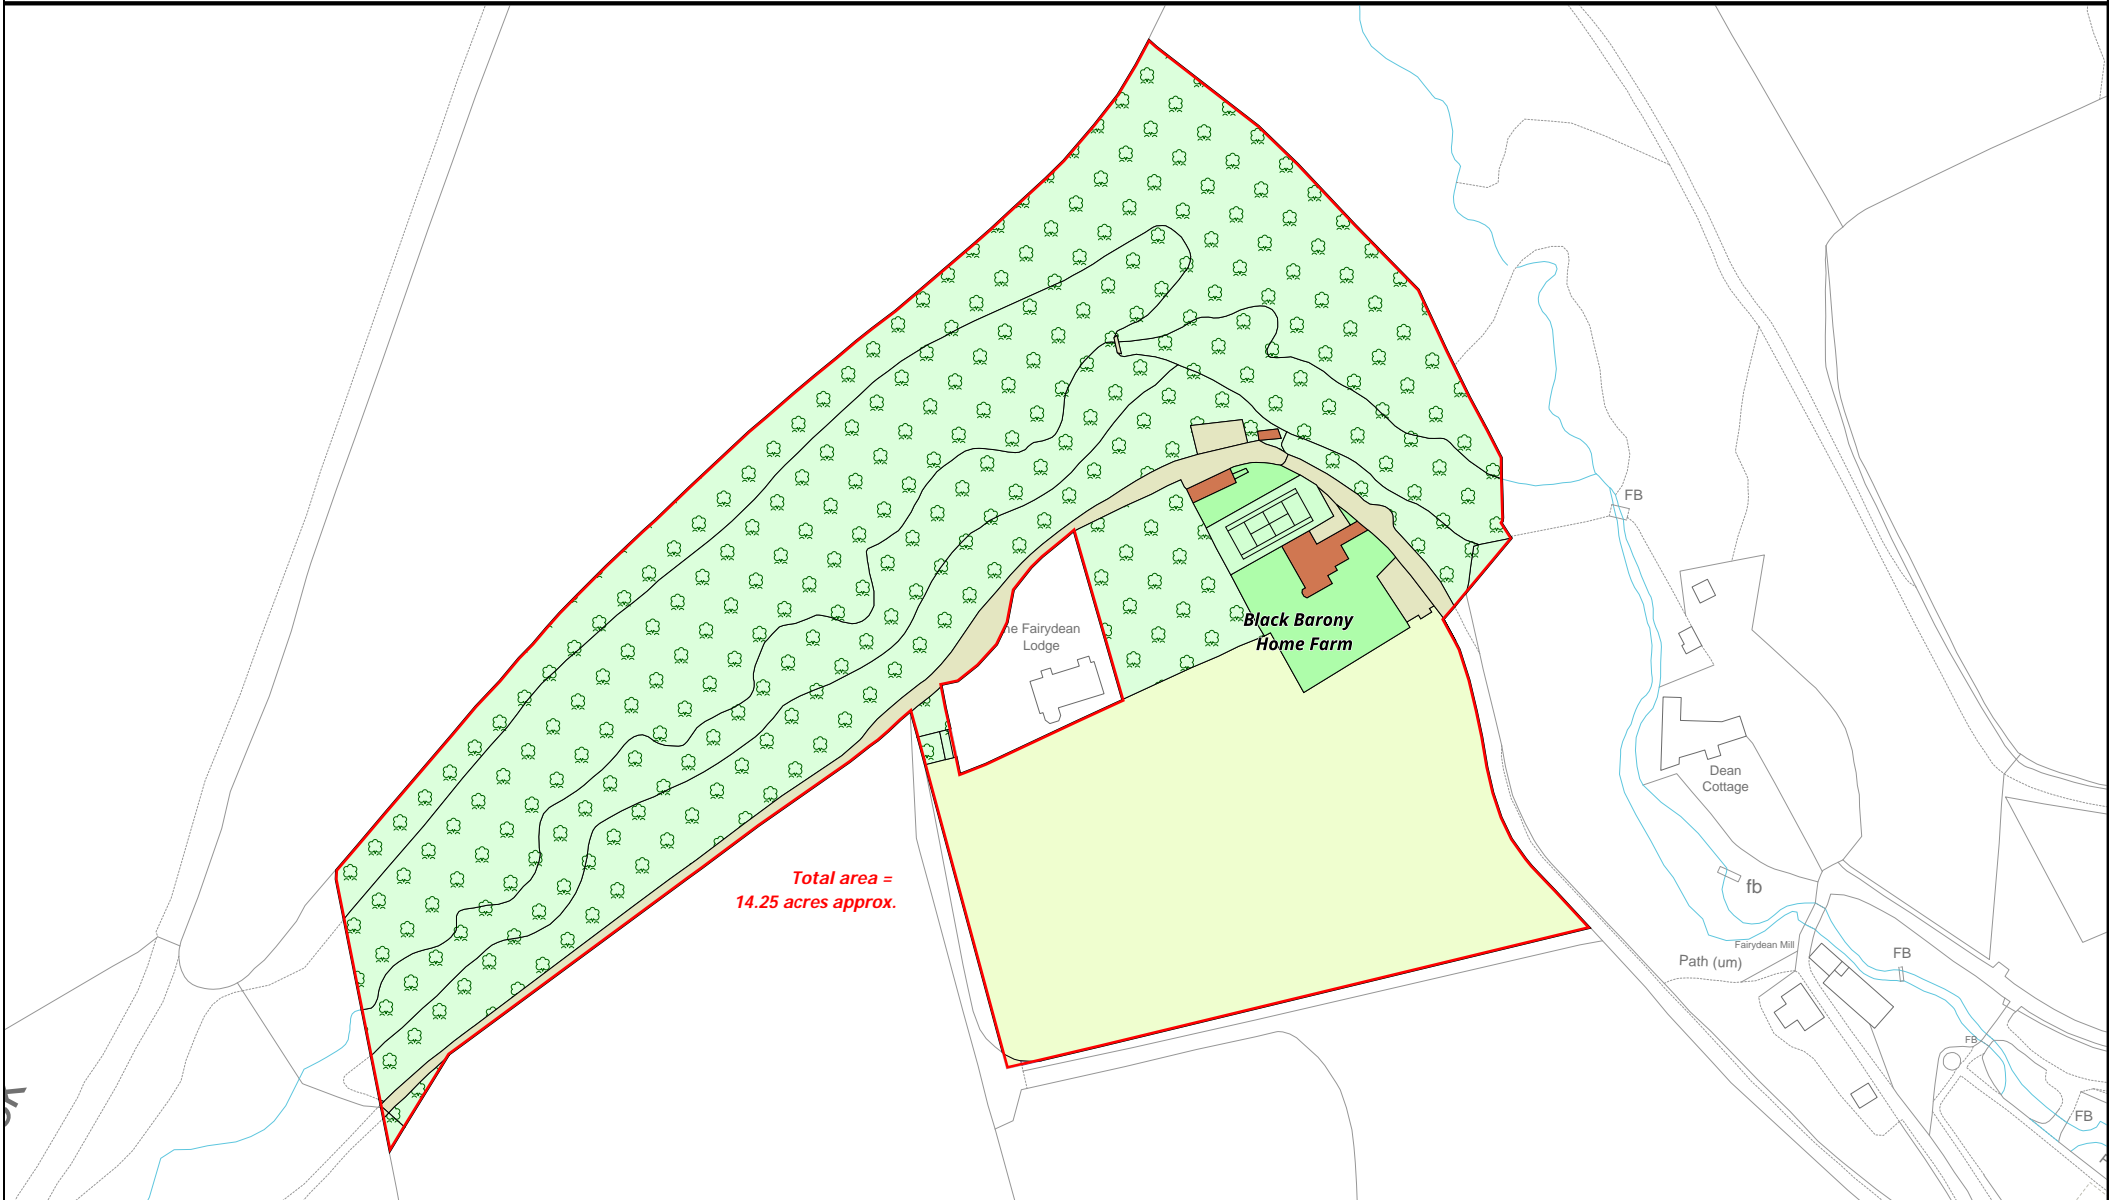 FB
he Fairydean
Lodge
Black Barony
Home Farm
Dean
Cottage
Total area =
14.25 acres approx.
fb
Fairydean Mill
Path (um)
FB
FB
FB